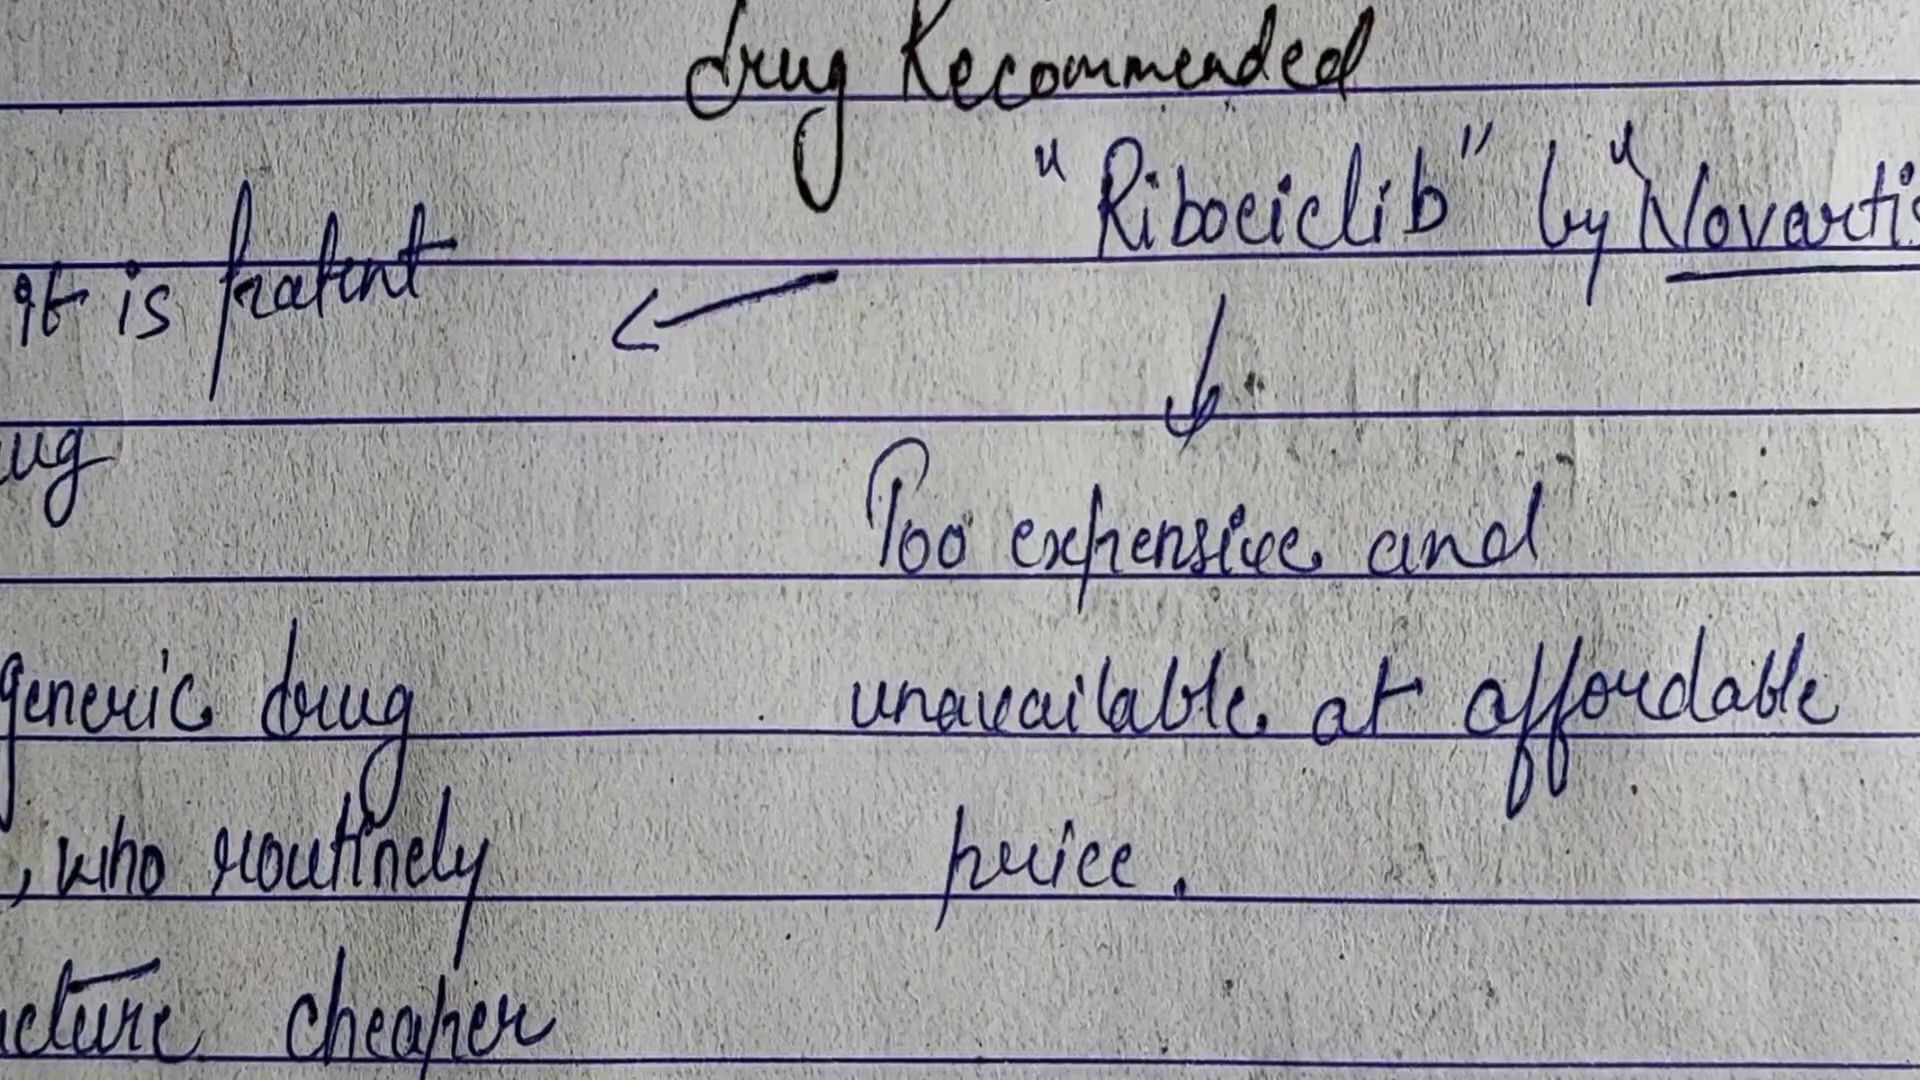 drug Recommended
"Ribociclib" by "Novartis
it is patent
ug
Too expensive and
generic drug unavailable at affordable
, who routinely price.
cture cheaper